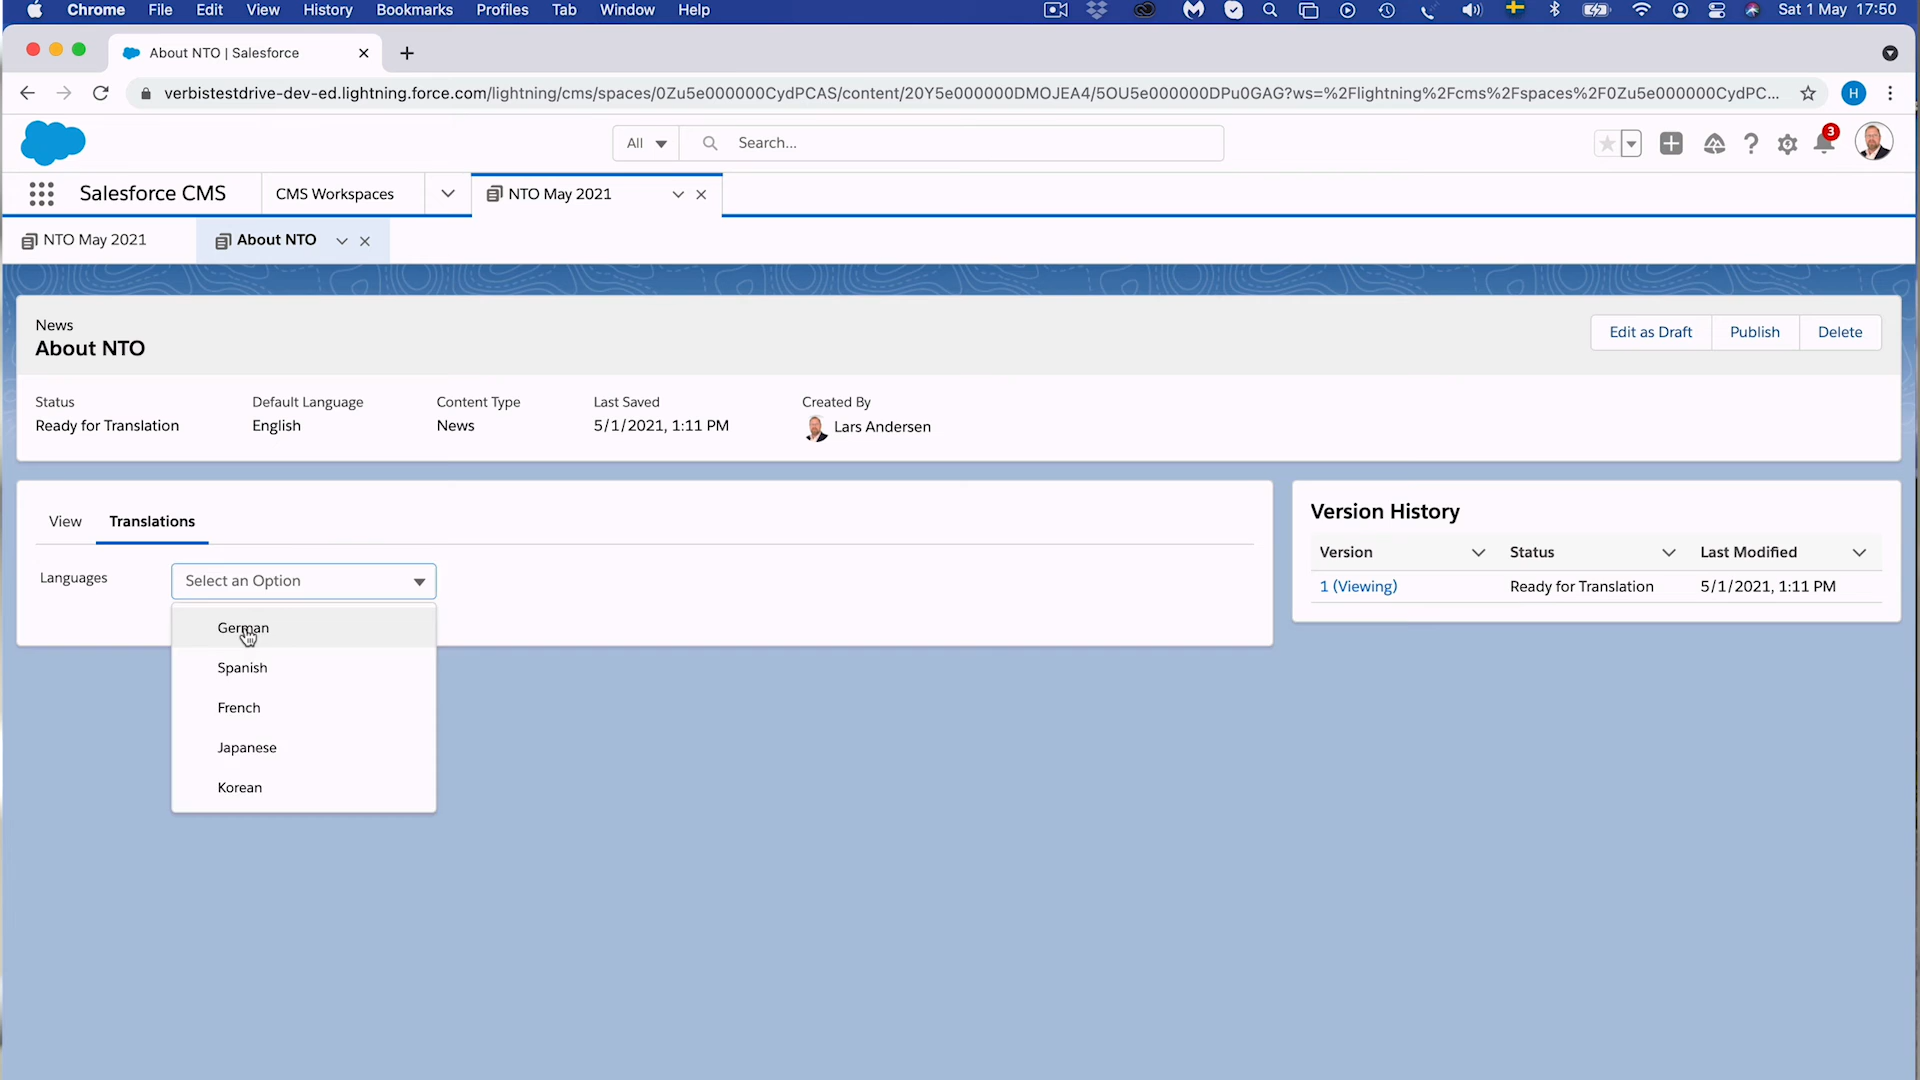 Chrome File Edit View History Bookmarks Profiles Tab Window Help Sat 1 May 17:50
About NTO | Salesforce
verbistestdrive-dev-ed.lightning.force.com/lightning/cms/spaces/0Zu5e000000CydPCAS/content/20Y5e000000DMOJEA4/5OU5e000000DPu0GAG?ws=%2Flightning%2Fcms%2Fspaces%2F0Zu5e000000CydPC... H
All Search... 3
Salesforce CMS CMS Workspaces NTO May 2021
NTO May 2021 About NTO
News
About NTO
Edit as Draft Publish Delete
Status Default Language Content Type Last Saved Created By
Ready for Translation English News 5/1/2021, 1:11 PM Lars Andersen
View Translations
Languages Select an Option
German
Spanish
French
Japanese
Korean
Version History
Version Status Last Modified
1 (Viewing) Ready for Translation 5/1/2021, 1:11 PM